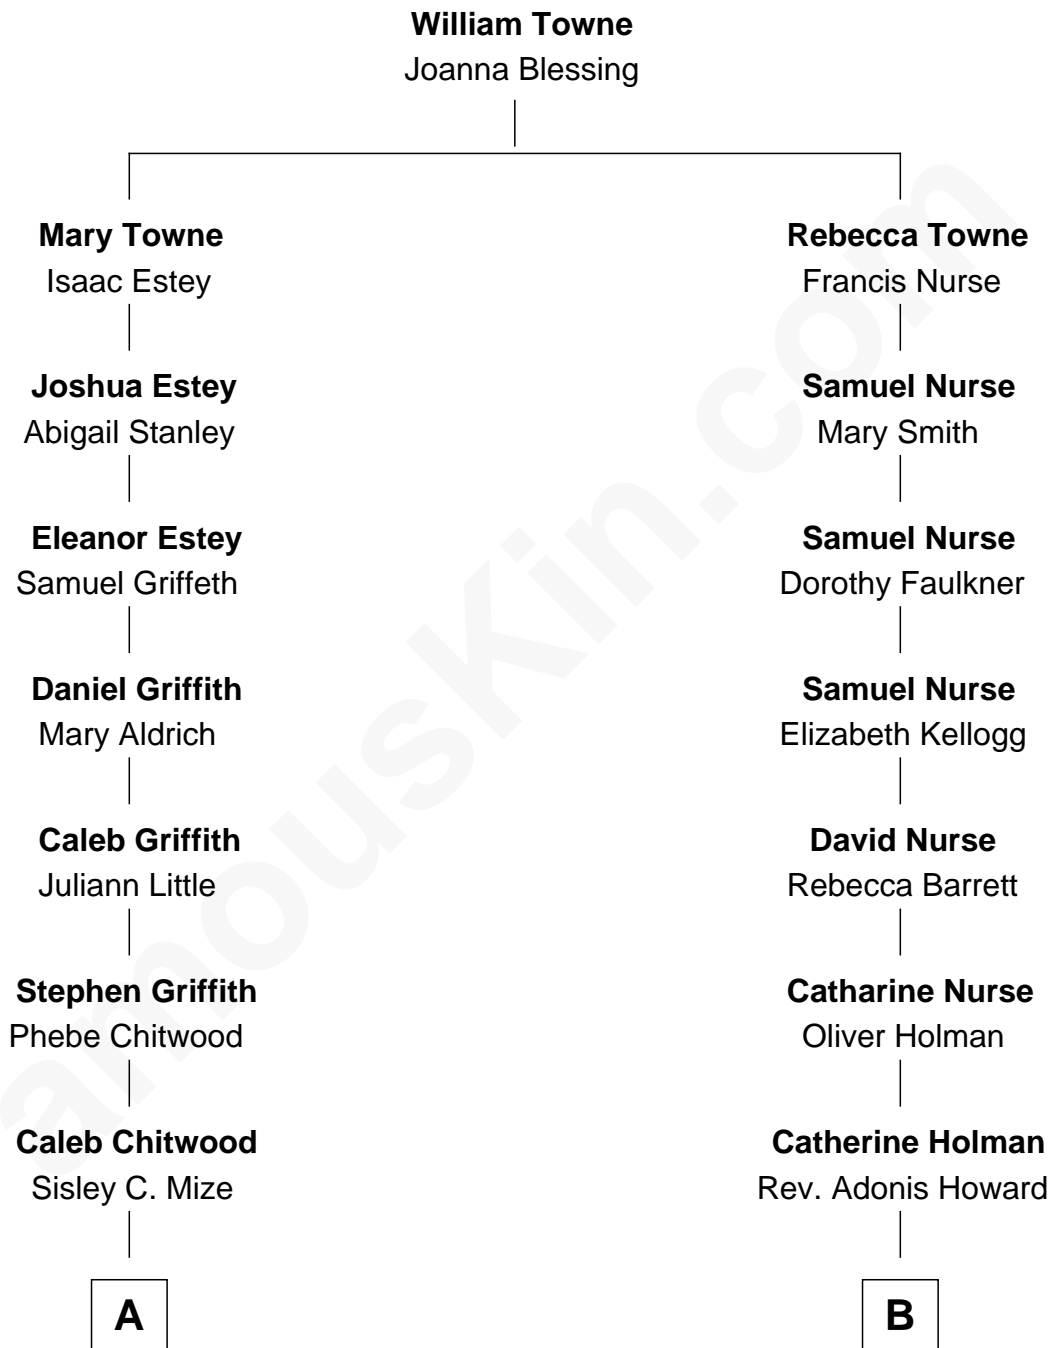 William Towne
Joanna Blessing
Mary Towne
Isaac Estey
Rebecca Towne
Francis Nurse
Joshua Estey
Abigail Stanley
Samuel Nurse
Mary Smith
Eleanor Estey
Samuel Griffeth
Samuel Nurse
Dorothy Faulkner
Daniel Griffith
Mary Aldrich
Samuel Nurse
Elizabeth Kellogg
Caleb Griffith
Juliann Little
David Nurse
Rebecca Barrett
Stephen Griffith
Phebe Chitwood
Catharine Nurse
Oliver Holman
Caleb Chitwood
Sisley C. Mize
Catherine Holman
Rev. Adonis Howard
A
B
amousKin.com